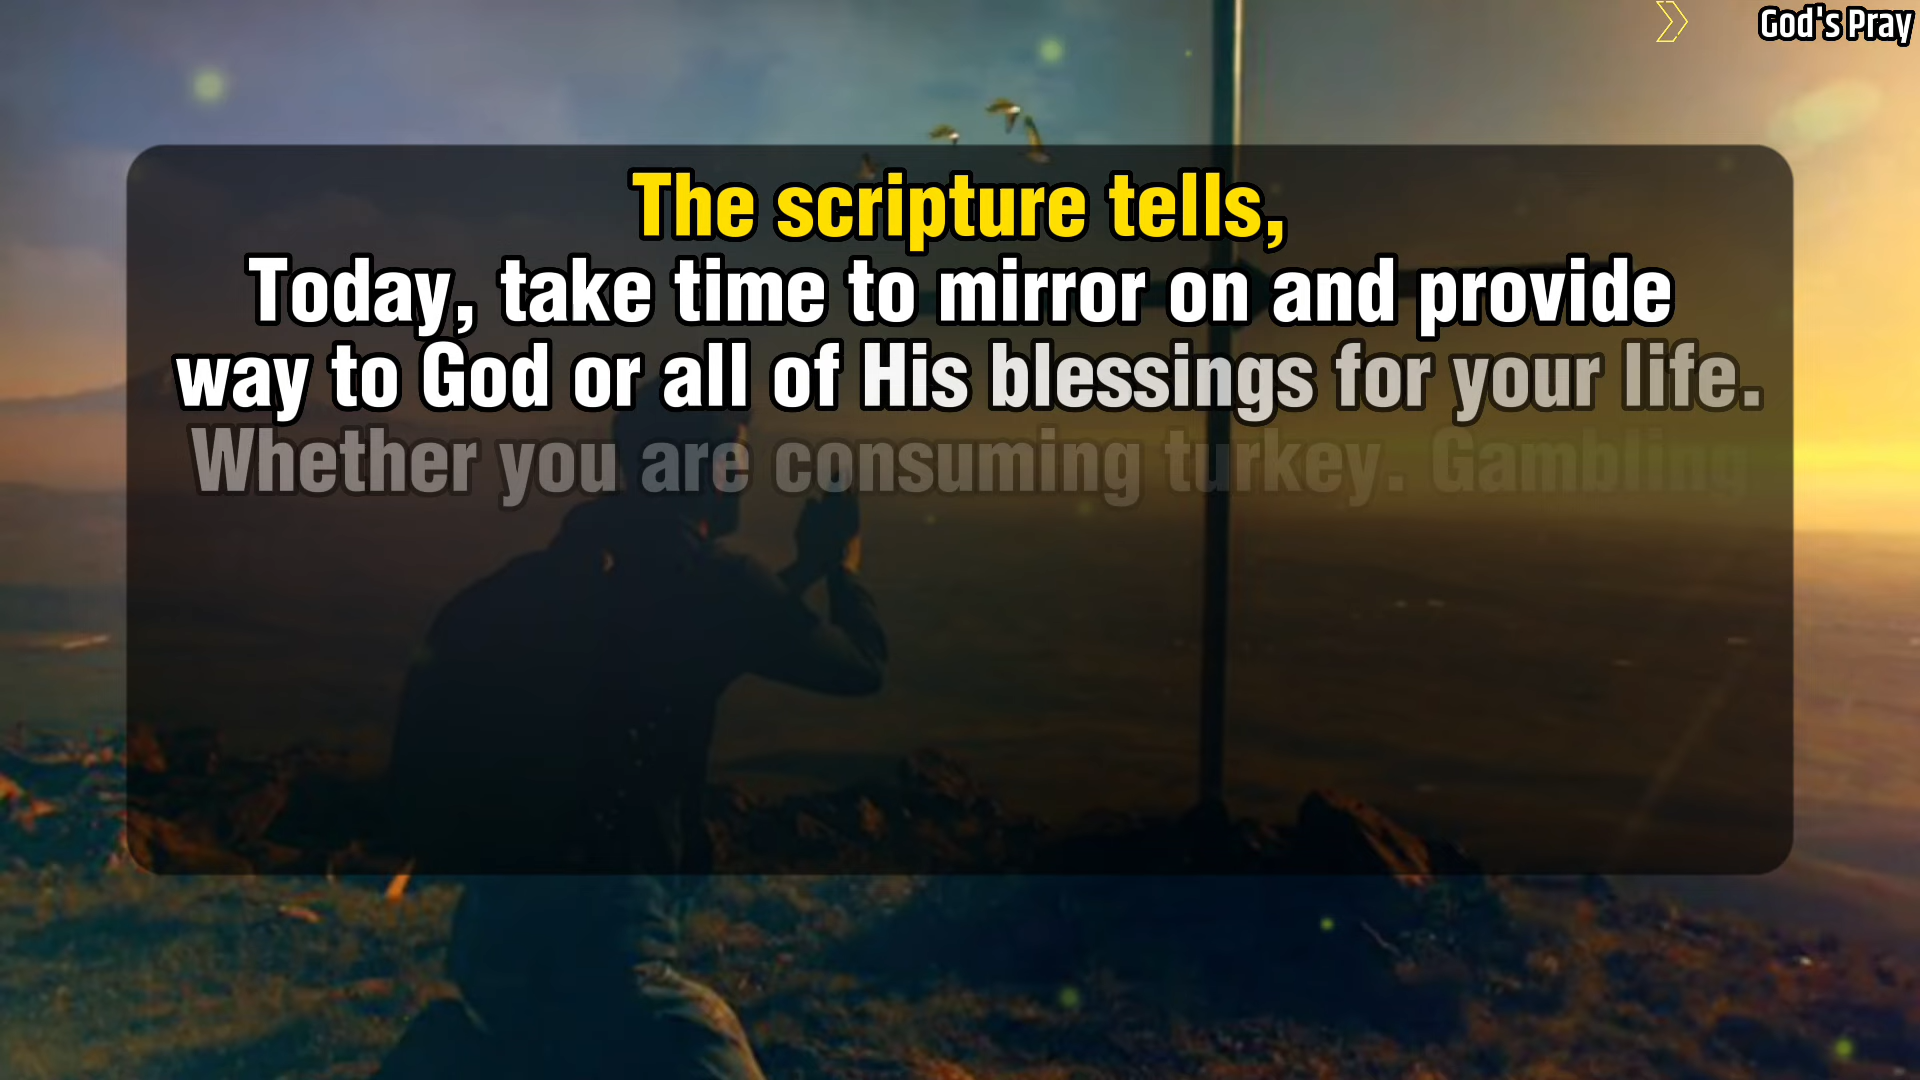 God's Pray
The scripture tells,
Today, take time to mirror on and provide
way to God or all of His blessings for your life.
Whether you are consuming turkey. Gambling